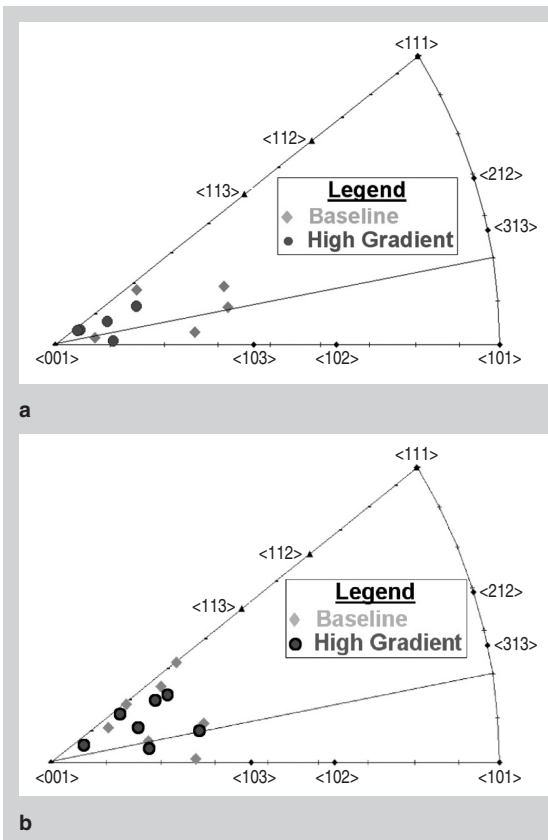 <111>
<112>
<113>
<212>
<313>
Legend
Baseline
High Gradient
<001>
<103>
<102>
<101>
a
<111>
<112>
<113>
<212>
<313>
Legend
Baseline
High Gradient
<001>
<103>
<102>
<101>
b